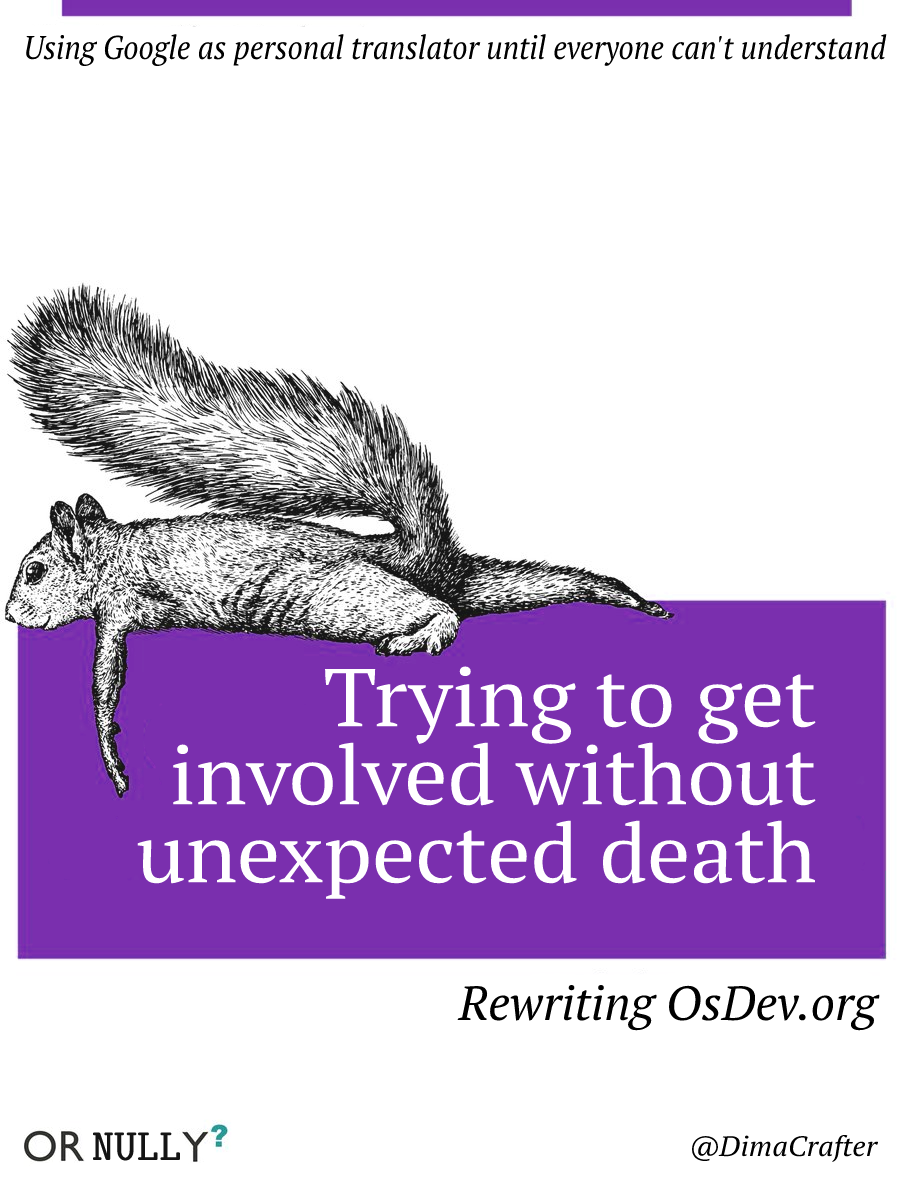 Using Google as personal translator until everyone can't understand
Trying to get
involved without
unexpected death
Rewriting OsDev.org
OR NULLY?
@DimaCrafter